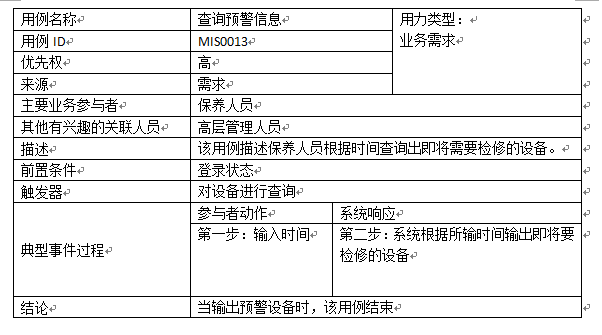 用例名称 查询预警信息 用力类型：
用例 ID MIS0013 业务需求
优先权 高
来源 需求
主要业务参与者 保养人员
其他有兴趣的关联人员 高层管理人员
描述 该用例描述保养人员根据时间查询出即将需要检修的设备。
前置条件 登录状态
触发器 对设备进行查询
典型事件过程 参与者动作 系统响应
第一步：输入时间 第二步：系统根据所输时间输出即将要
检修的设备
结论 当输出预警设备时，该用例结束